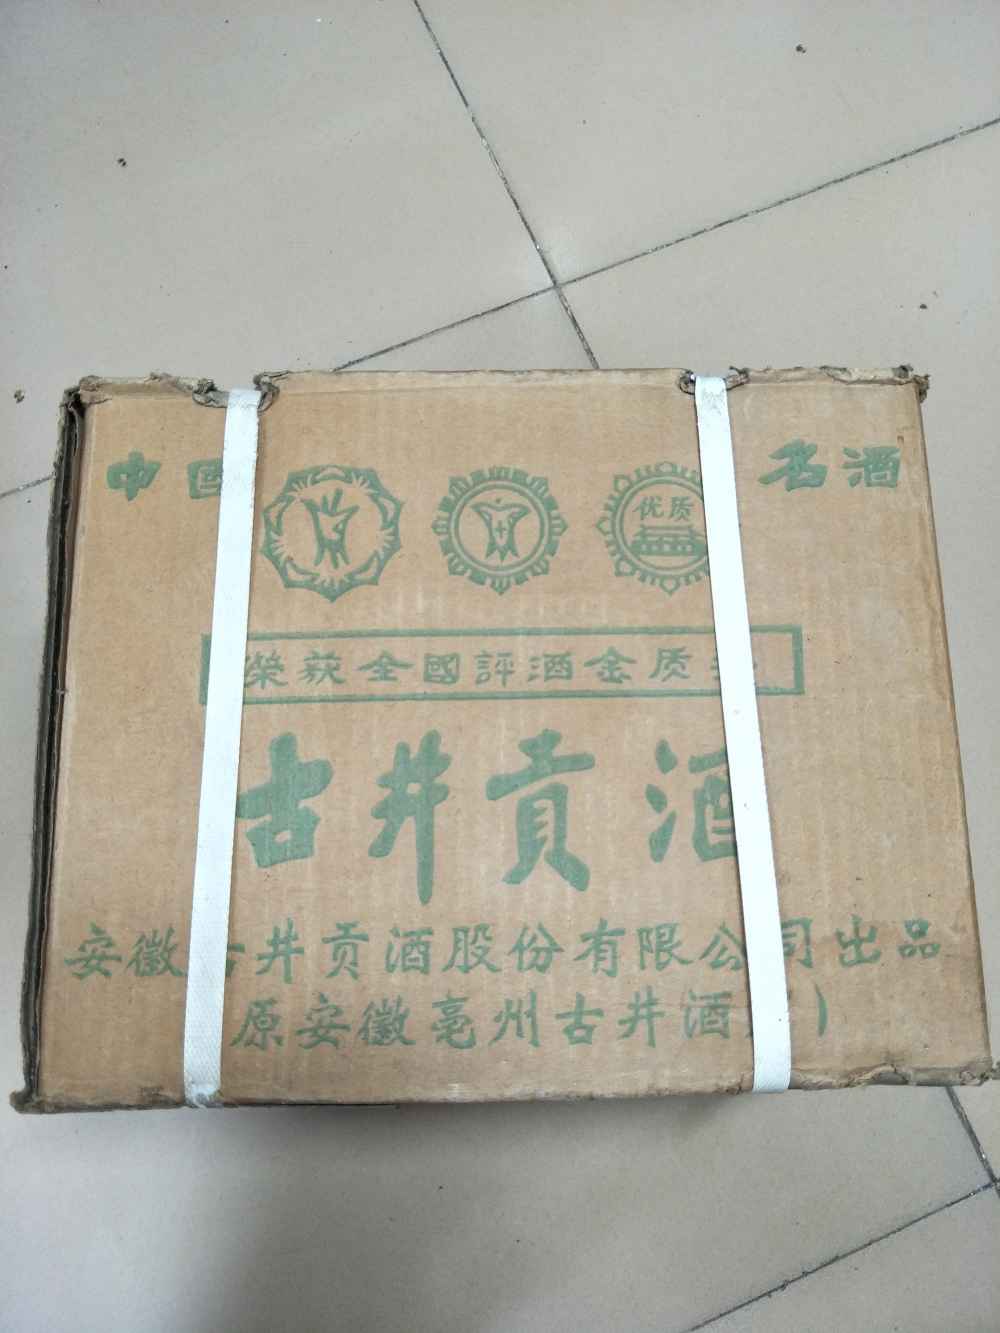 中国 名酒
优质
榮获全國評酒金质
古井貢酒
安徽古井贡酒股份有限公司出品
原安徽亳州古井酒 )